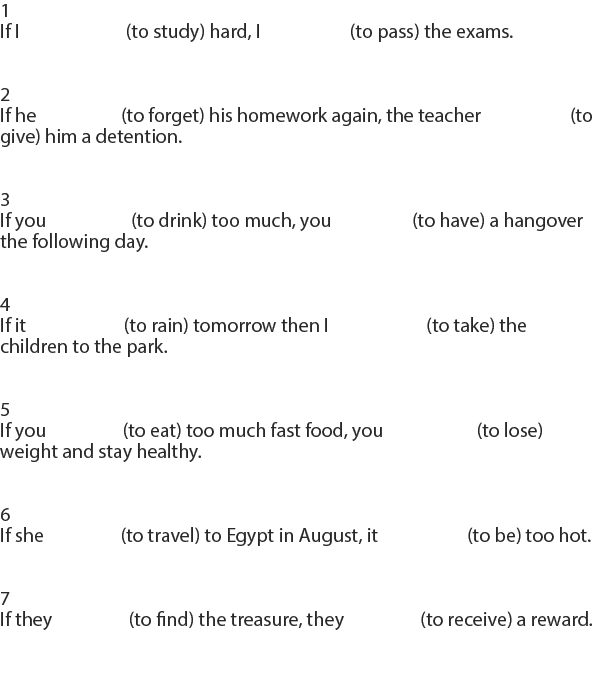 1
If I (to study) hard, I (to pass) the exams.
2
If he (to forget) his homework again, the teacher (to
give) him a detention.
3
If you (to drink) too much, you (to have) a hangover
the following day.
4
If it (to rain) tomorrow then I (to take) the
children to the park.
5
If you (to eat) too much fast food, you (to lose)
weight and stay healthy.
6
If she (to travel) to Egypt in August, it (to be) too hot.
7
If they (to find) the treasure, they (to receive) a reward.